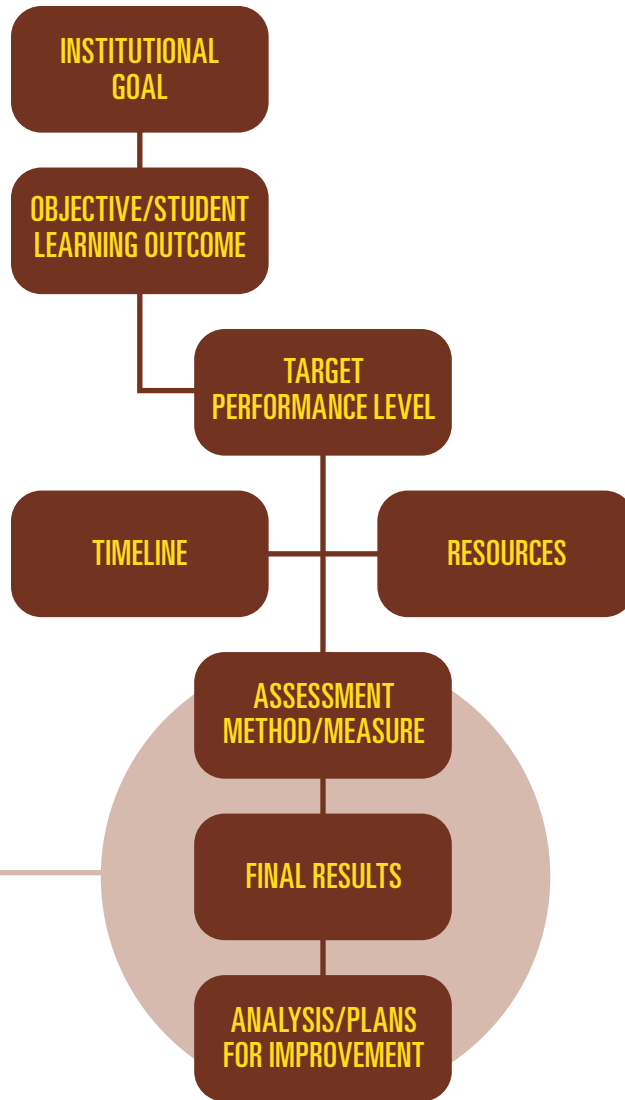 INSTITUTIONAL
GOAL
OBJECTIVE/STUDENT
LEARNING OUTCOME
TARGET
PERFORMANCE LEVEL
TIMELINE
RESOURCES
ASSESSMENT
METHOD/MEASURE
FINAL RESULTS
ANALYSIS/PLANS
FOR IMPROVEMENT